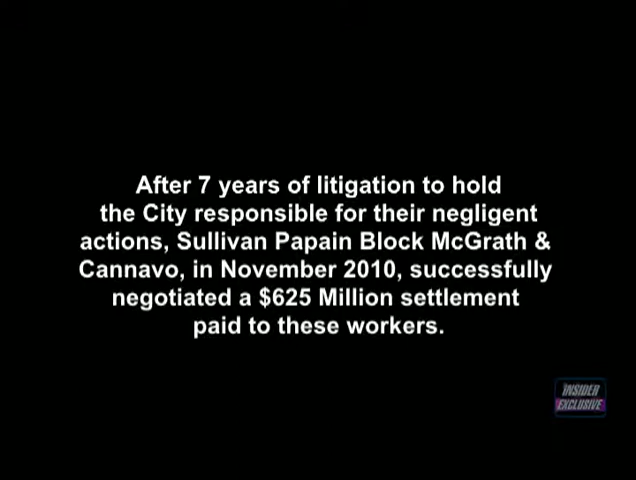 After 7 years of litigation to hold
the City responsible for their negligent
actions, Sullivan Papain Block McGrath &
Cannavo, in November 2010, successfully
negotiated a $625 Million settlement
paid to these workers.
INSIDER
EXCLUSIVE